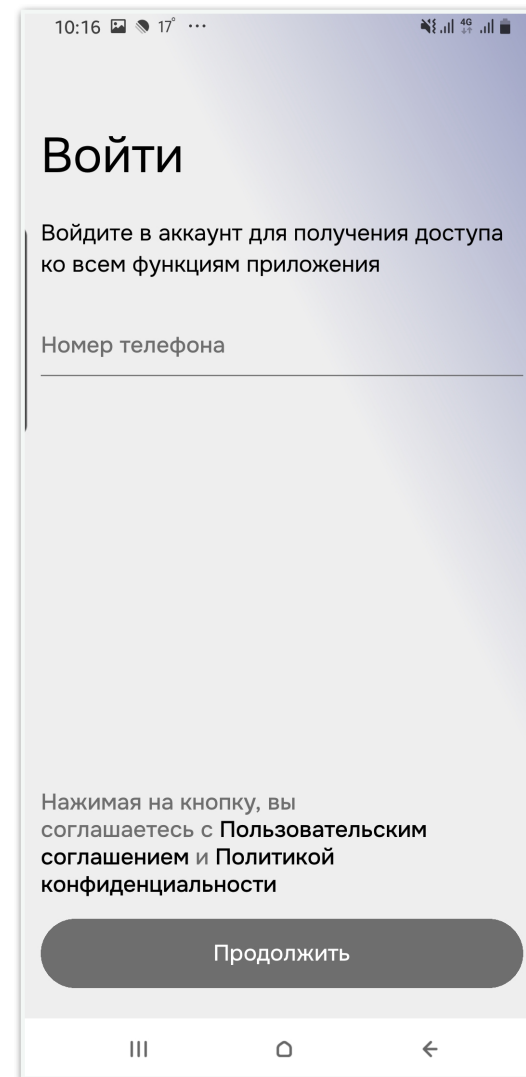 10:16 17° ...
4G
Войти
Войдите в аккаунт для получения доступа
ко всем функциям приложения
Номер телефона
Нажимая на кнопку, вы
соглашаетесь с Пользовательским
соглашением и Политикой
конфиденциальности
Продолжить